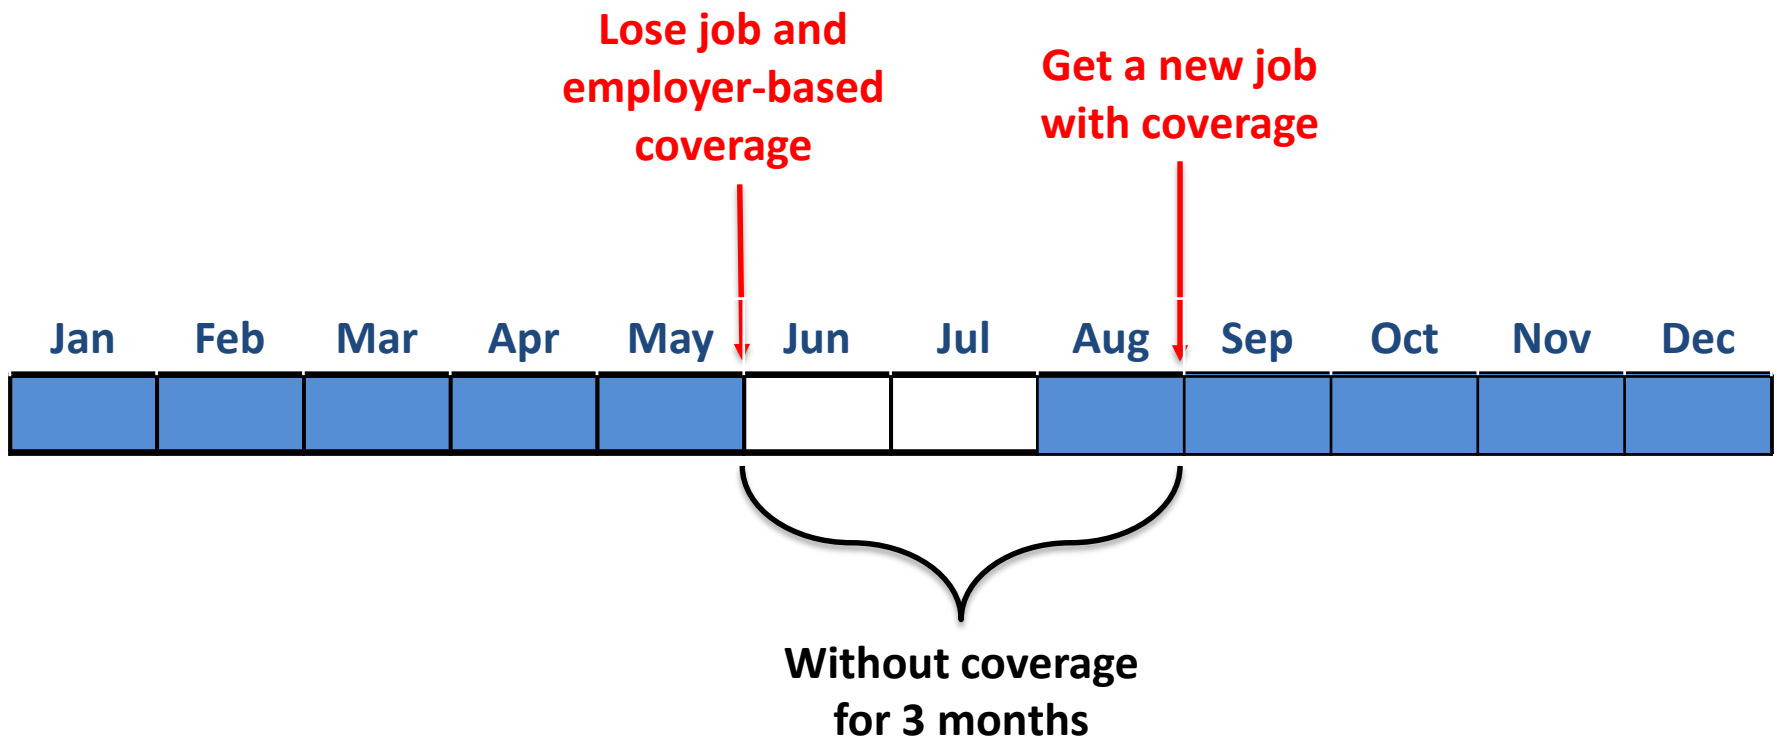 Lose job and
employer-based
coverage
Get a new job
with coverage
Jan Feb Mar Apr May Jun Jul Aug Sep Oct Nov Dec
Without coverage
for 3 months